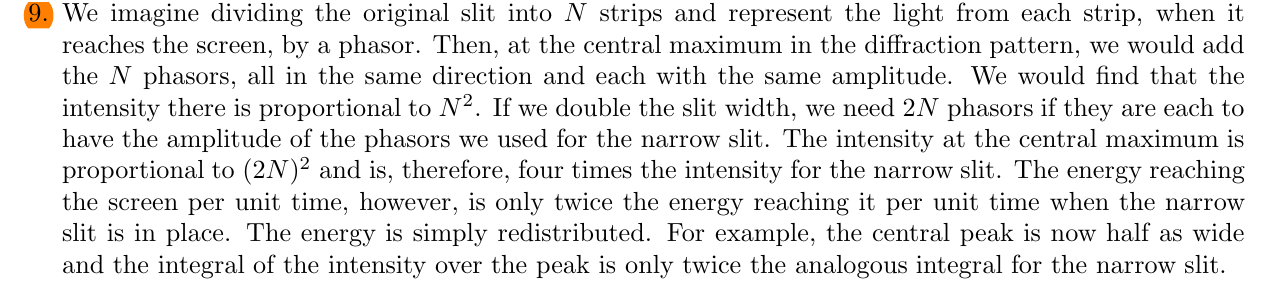 9. We imagine dividing the original slit into N strips and represent the light from each strip, when it
reaches the screen, by a phasor. Then, at the central maximum in the diffraction pattern, we would add
the N phasors, all in the same direction and each with the same amplitude. We would find that the
intensity there is proportional to N². If we double the slit width, we need 2N phasors if they are each to
have the amplitude of the phasors we used for the narrow slit. The intensity at the central maximum is
proportional to (2N)² and is, therefore, four times the intensity for the narrow slit. The energy reaching
the screen per unit time, however, is only twice the energy reaching it per unit time when the narrow
slit is in place. The energy is simply redistributed. For example, the central peak is now half as wide
and the integral of the intensity over the peak is only twice the analogous integral for the narrow slit.